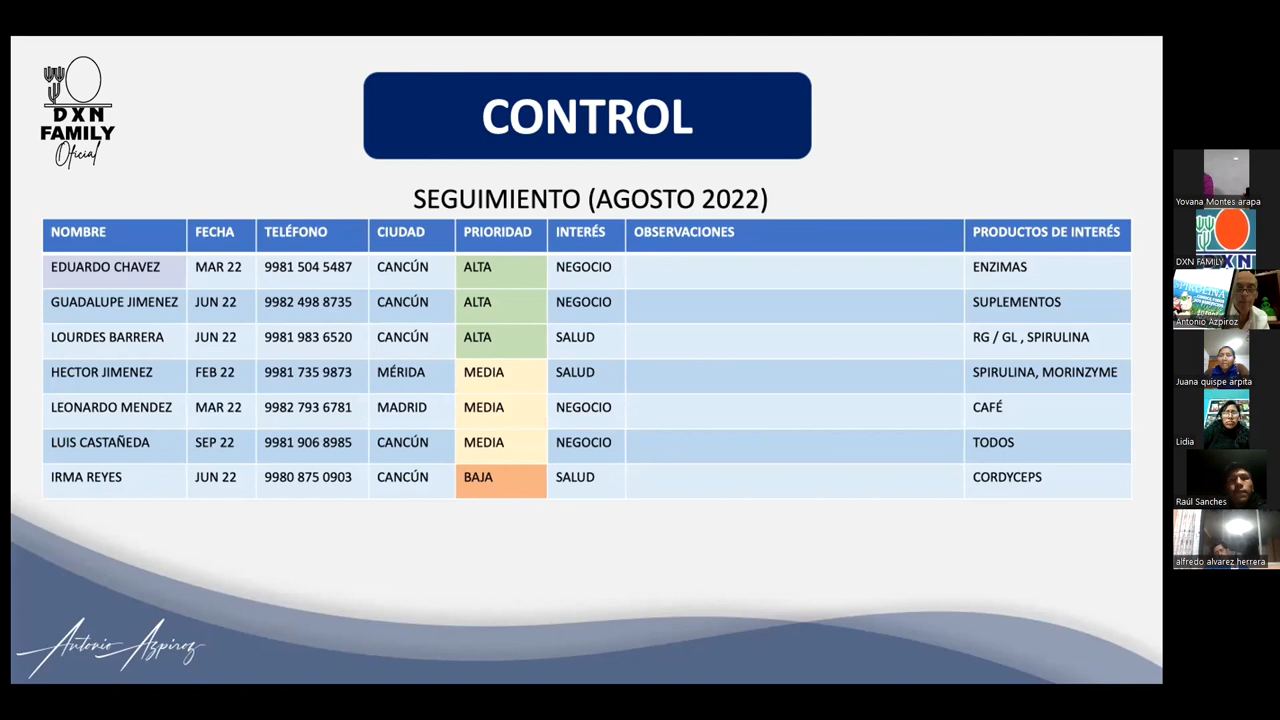 DXN
FAMILY
Oficial
CONTROL
SEGUIMIENTO (AGOSTO 2022)
NOMBRE FECHA TELÉFONO CIUDAD PRIORIDAD INTERÉS OBSERVACIONES PRODUCTOS DE INTERÉS
EDUARDO CHAVEZ MAR 22 9981 504 5487 CANCÚN ALTA NEGOCIO ENZIMAS
GUADALUPE JIMENEZ JUN 22 9982 498 8735 CANCÚN ALTA NEGOCIO SUPLEMENTOS
LOURDES BARRERA JUN 22 9981 983 6520 CANCÚN ALTA SALUD RG / GL , SPIRULINA
HECTOR JIMENEZ FEB 22 9981 735 9873 MÉRIDA MEDIA SALUD SPIRULINA, MORINZYME
LEONARDO MENDEZ MAR 22 9982 793 6781 MADRID MEDIA NEGOCIO CAFÉ
LUIS CASTAÑEDA SEP 22 9981 906 8985 CANCÚN MEDIA NEGOCIO TODOS
IRMA REYES JUN 22 9980 875 0903 CANCÚN BAJA SALUD CORDYCEPS
Antonio Azpiroz
Yovana Montes arapa
DXN
DXN FAMILY
SPIRULINA
Antonio Azpiroz
Juana quispe arpita
Lidia
Raúl Sanches
alfredo alvarez herrera